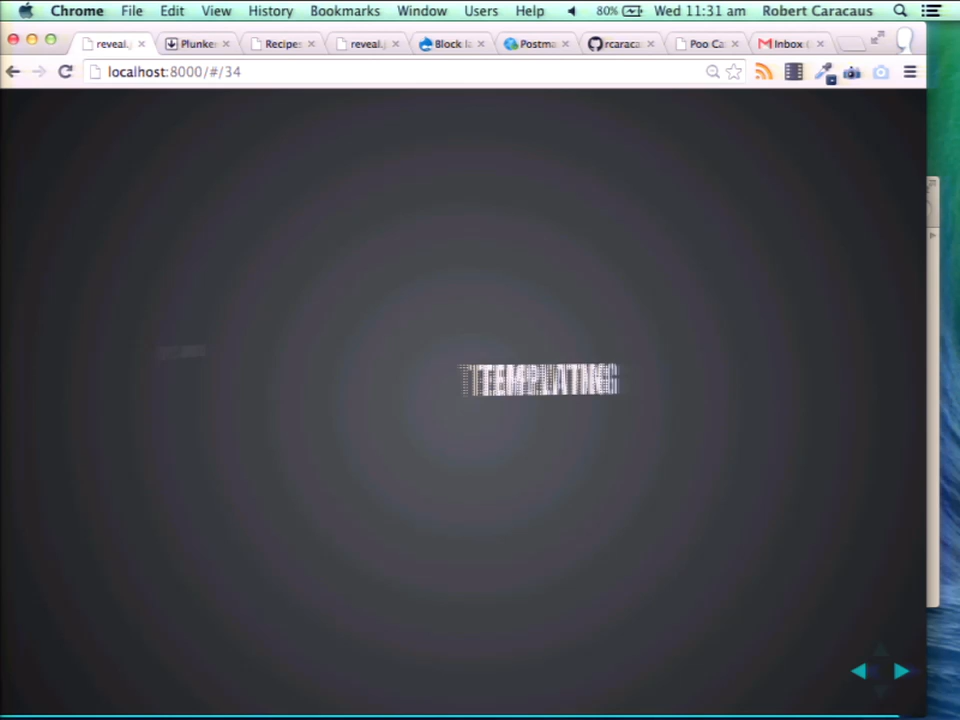 Chrome File Edit View History Bookmarks Window Users Help 80% Wed 11:31 am Robert Caracaus
reveal.j Plunke Recipe: reveal.j Block la Postma rcaraca Poo Ca Inbox (
localhost:8000/#/34
TEMPLATING